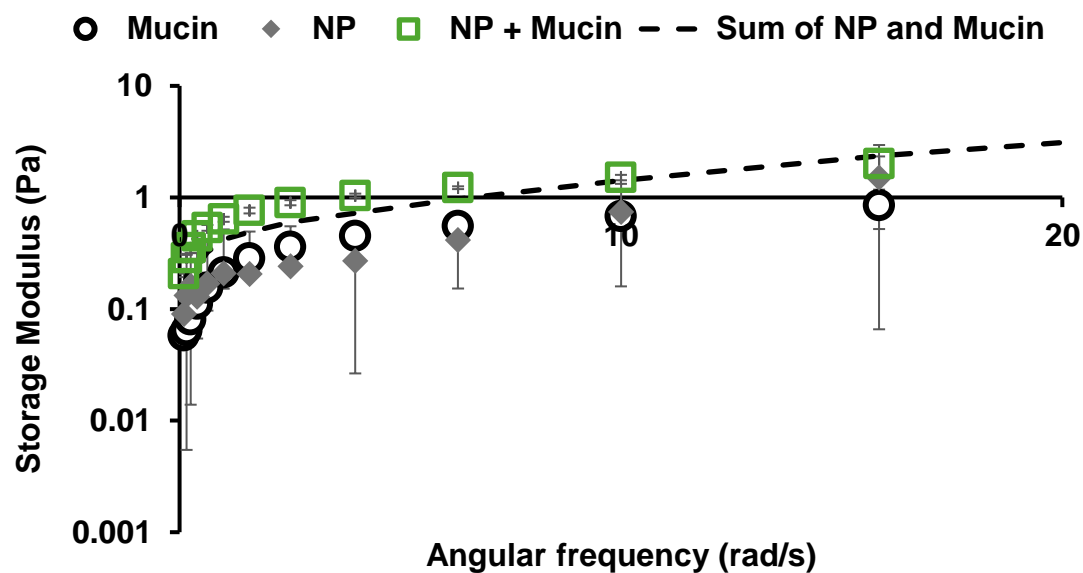 Mucin NP NP + Mucin Sum of NP and Mucin
10
1
0.1
0.01
0.001
0 10 20
Storage Modulus (Pa)
Angular frequency (rad/s)